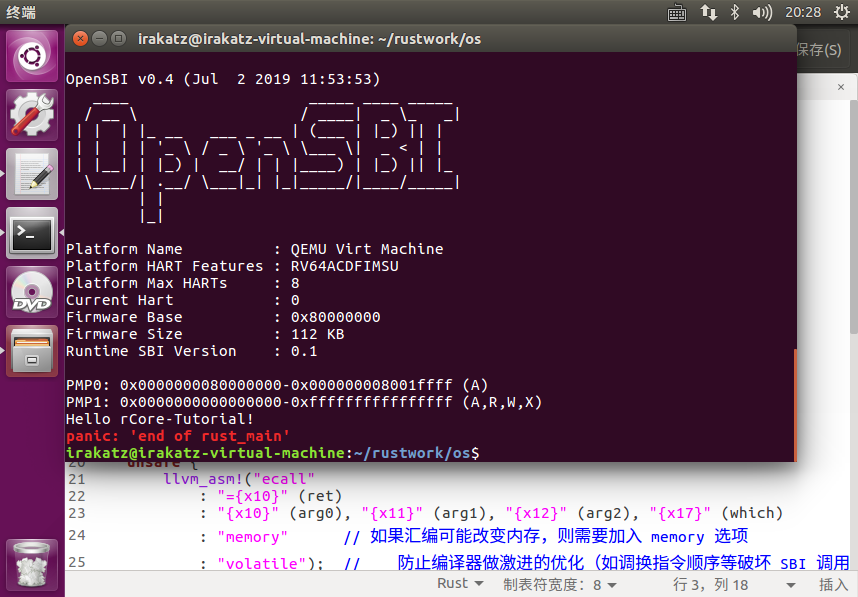 终端
20:28
irakatz@irakatz-virtual-machine: ~/rustwork/os
保存(S)
OpenSBI v0.4 (Jul  2 2019 11:53:53)
OpenSBI
Platform Name          : QEMU Virt Machine
Platform HART Features : RV64ACDFIMSU
Platform Max HARTs     : 8
Current Hart           : 0
Firmware Base          : 0x80000000
Firmware Size          : 112 KB
Runtime SBI Version    : 0.1
PMP0: 0x0000000080000000-0x000000008001ffff (A)
PMP1: 0x0000000000000000-0xffffffffffffffff (A,R,W,X)
Hello rCore-Tutorial!
panic: 'end of rust_main'
irakatz@irakatz-virtual-machine:~/rustwork/os$
20 unsafe {
21 llvm_asm!("ecall"
22 : "={x10}" (ret)
23 : "{x10}" (arg0), "{x11}" (arg1), "{x12}" (arg2), "{x17}" (which)
24 : "memory" // 如果汇编可能改变内存，则需要加入 memory 选项
25 : "volatile"); // 防止编译器做激进的优化（如调换指令顺序等破坏 SBI 调用
Rust 制表符宽度：8 行 3，列 18 插入
DVD